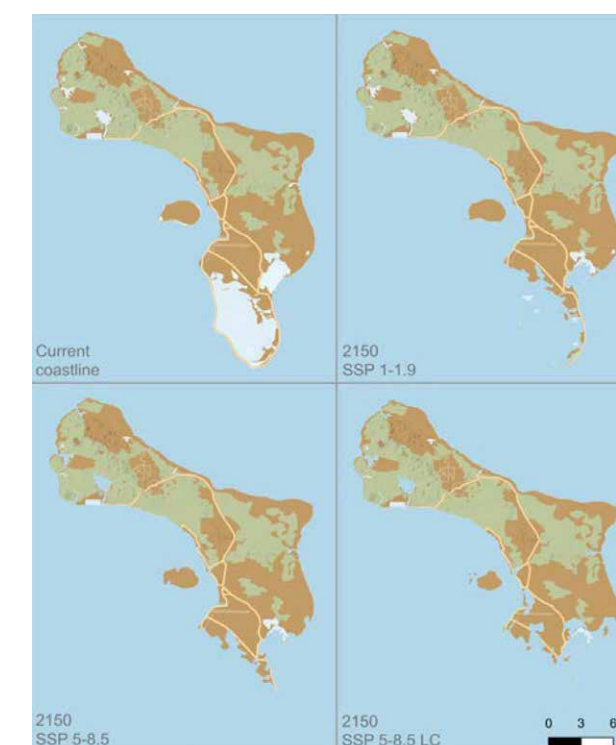 Current
coastline
2150
SSP 1-1.9
2150
SSP 5-8.5
2150
SSP 5-8.5 LC
0 3 6